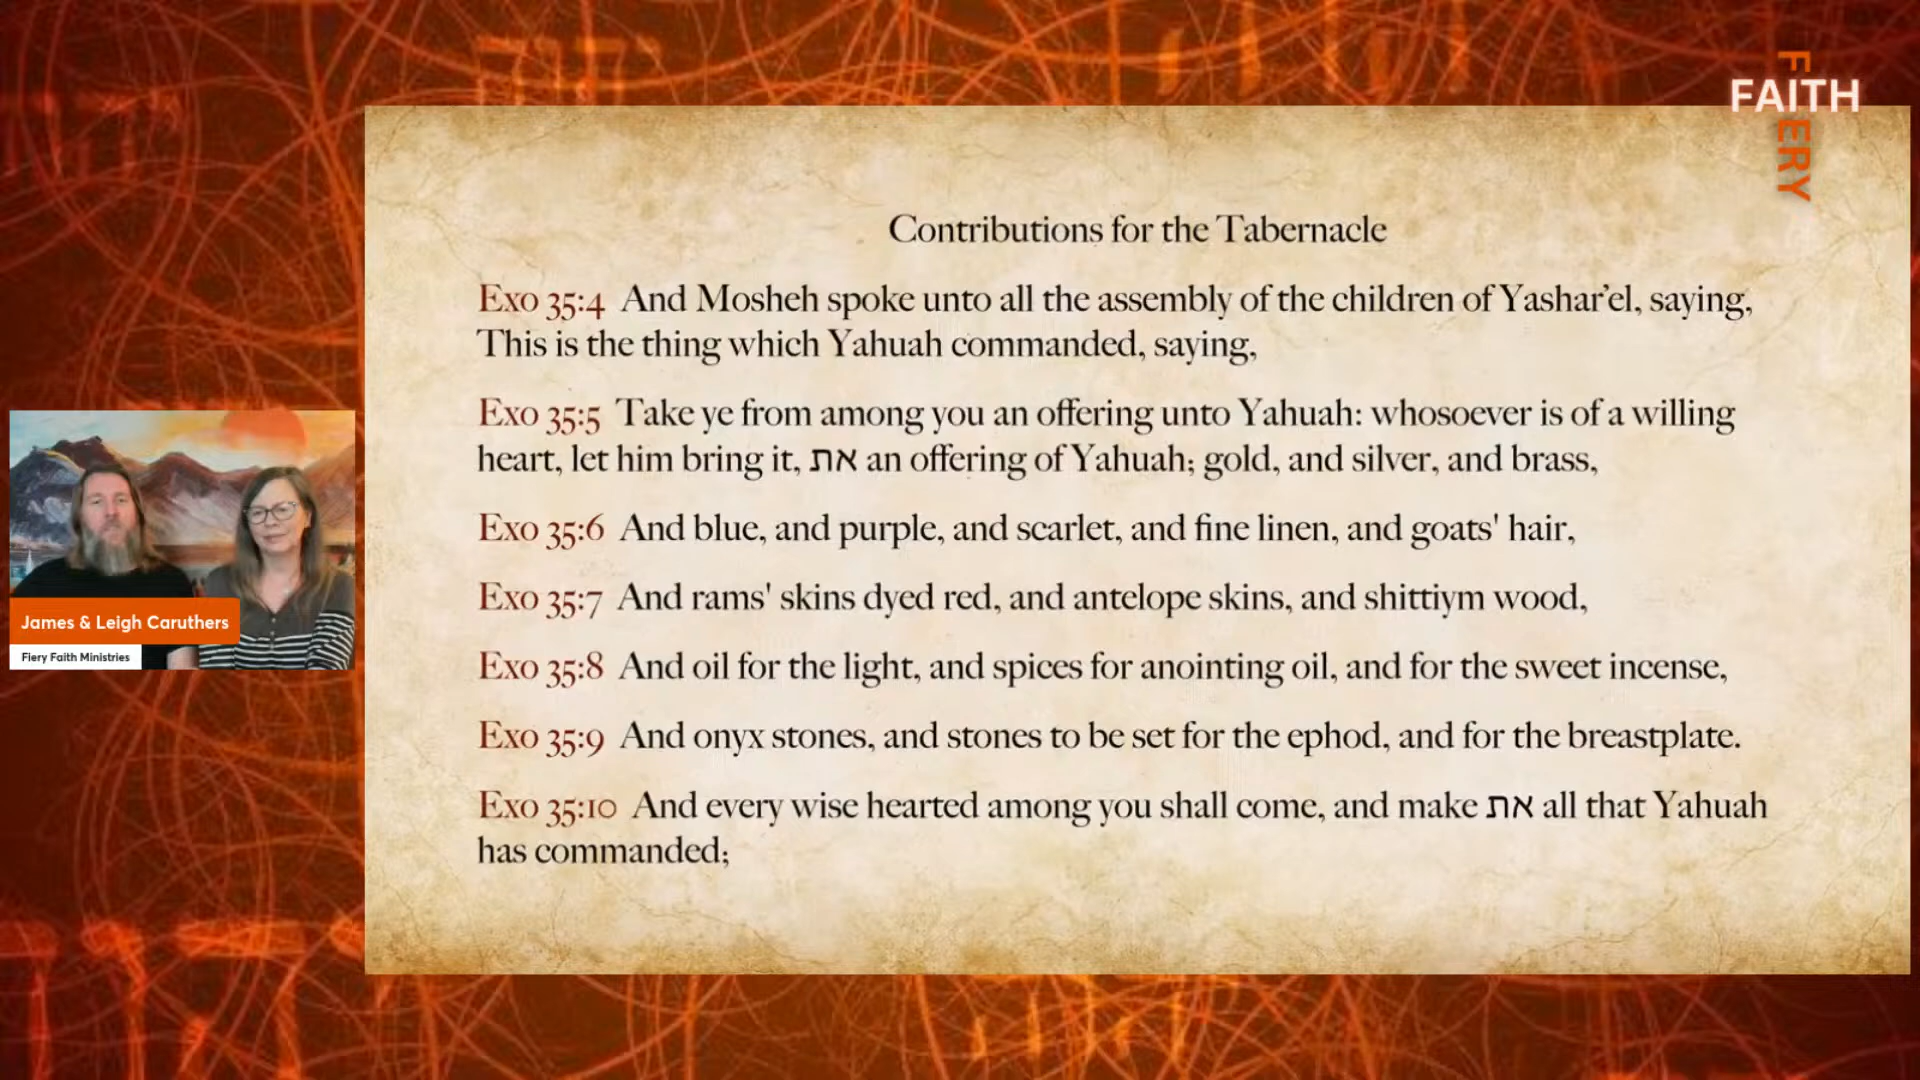 FAITH
FIERY
Contributions for the Tabernacle
Exo 35:4 And Mosheh spoke unto all the assembly of the children of Yashar’el, saying,
This is the thing which Yahuah commanded, saying,
Exo 35:5 Take ye from among you an offering unto Yahuah: whosoever is of a willing
heart, let him bring it, את an offering of Yahuah; gold, and silver, and brass,
Exo 35:6 And blue, and purple, and scarlet, and fine linen, and goats' hair,
Exo 35:7 And rams' skins dyed red, and antelope skins, and shittiym wood,
Exo 35:8 And oil for the light, and spices for anointing oil, and for the sweet incense,
Exo 35:9 And onyx stones, and stones to be set for the ephod, and for the breastplate.
Exo 35:10 And every wise hearted among you shall come, and make את all that Yahuah
has commanded;
James & Leigh Caruthers
Fiery Faith Ministries